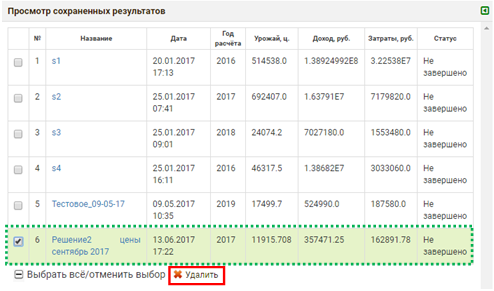 Просмотр сохраненных результатов
№ Название Дата Год расчёта Урожай, ц. Доход, руб. Затраты, руб. Статус
1 s1 20.01.2017 17:13 2016 514538.0 1.38924992E8 3.22538E7 Не завершено
2 s2 25.01.2017 07:41 2017 692407.0 1.63791E7 7179820.0 Не завершено
3 s3 25.01.2017 09:01 2018 24074.2 7027180.0 1553480.0 Не завершено
4 s4 25.01.2017 16:11 2016 46317.5 1.38682E7 3033060.0 Не завершено
5 Тестовое_09-05-17 09.05.2017 10:35 2019 17499.7 524990.0 187580.0 Не завершено
6 Решение2 цены сентябрь 2017 13.06.2017 17:22 2017 11915.708 357471.25 162891.78 Не завершено
Выбрать всё/отменить выбор Удалить